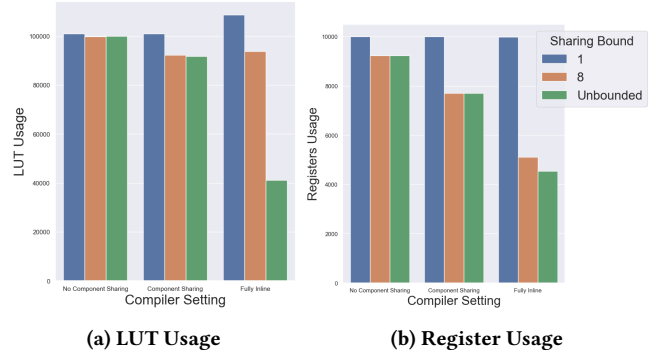 100000
80000
60000
40000
20000
0
LUT Usage
No Component Sharing
Component Sharing
Fully Inline
Compiler Setting
(a) LUT Usage
10000
8000
6000
4000
2000
0
Registers Usage
No Component Sharing
Component Sharing
Fully Inline
Compiler Setting
(b) Register Usage
Sharing Bound
1
8
Unbounded